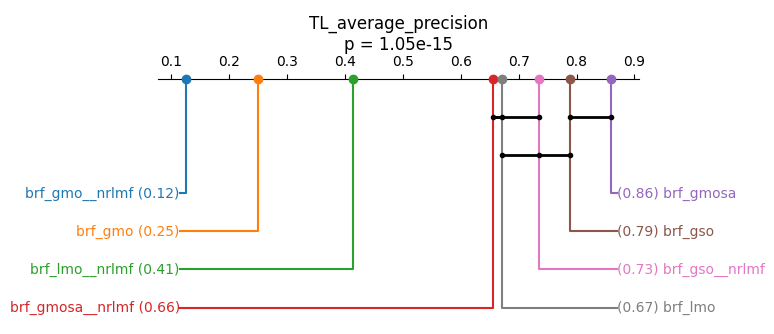 TL_average_precision
p = 1.05e-15
0.1 0.2 0.3 0.4 0.5 0.6 0.7 0.8 0.9
brf_gmo__nrlmf (0.12) (0.86) brf_gmosa
brf_gmo (0.25) (0.79) brf_gso
brf_lmo__nrlmf (0.41) (0.73) brf_gso__nrlmf
brf_gmosa__nrlmf (0.66) (0.67) brf_lmo